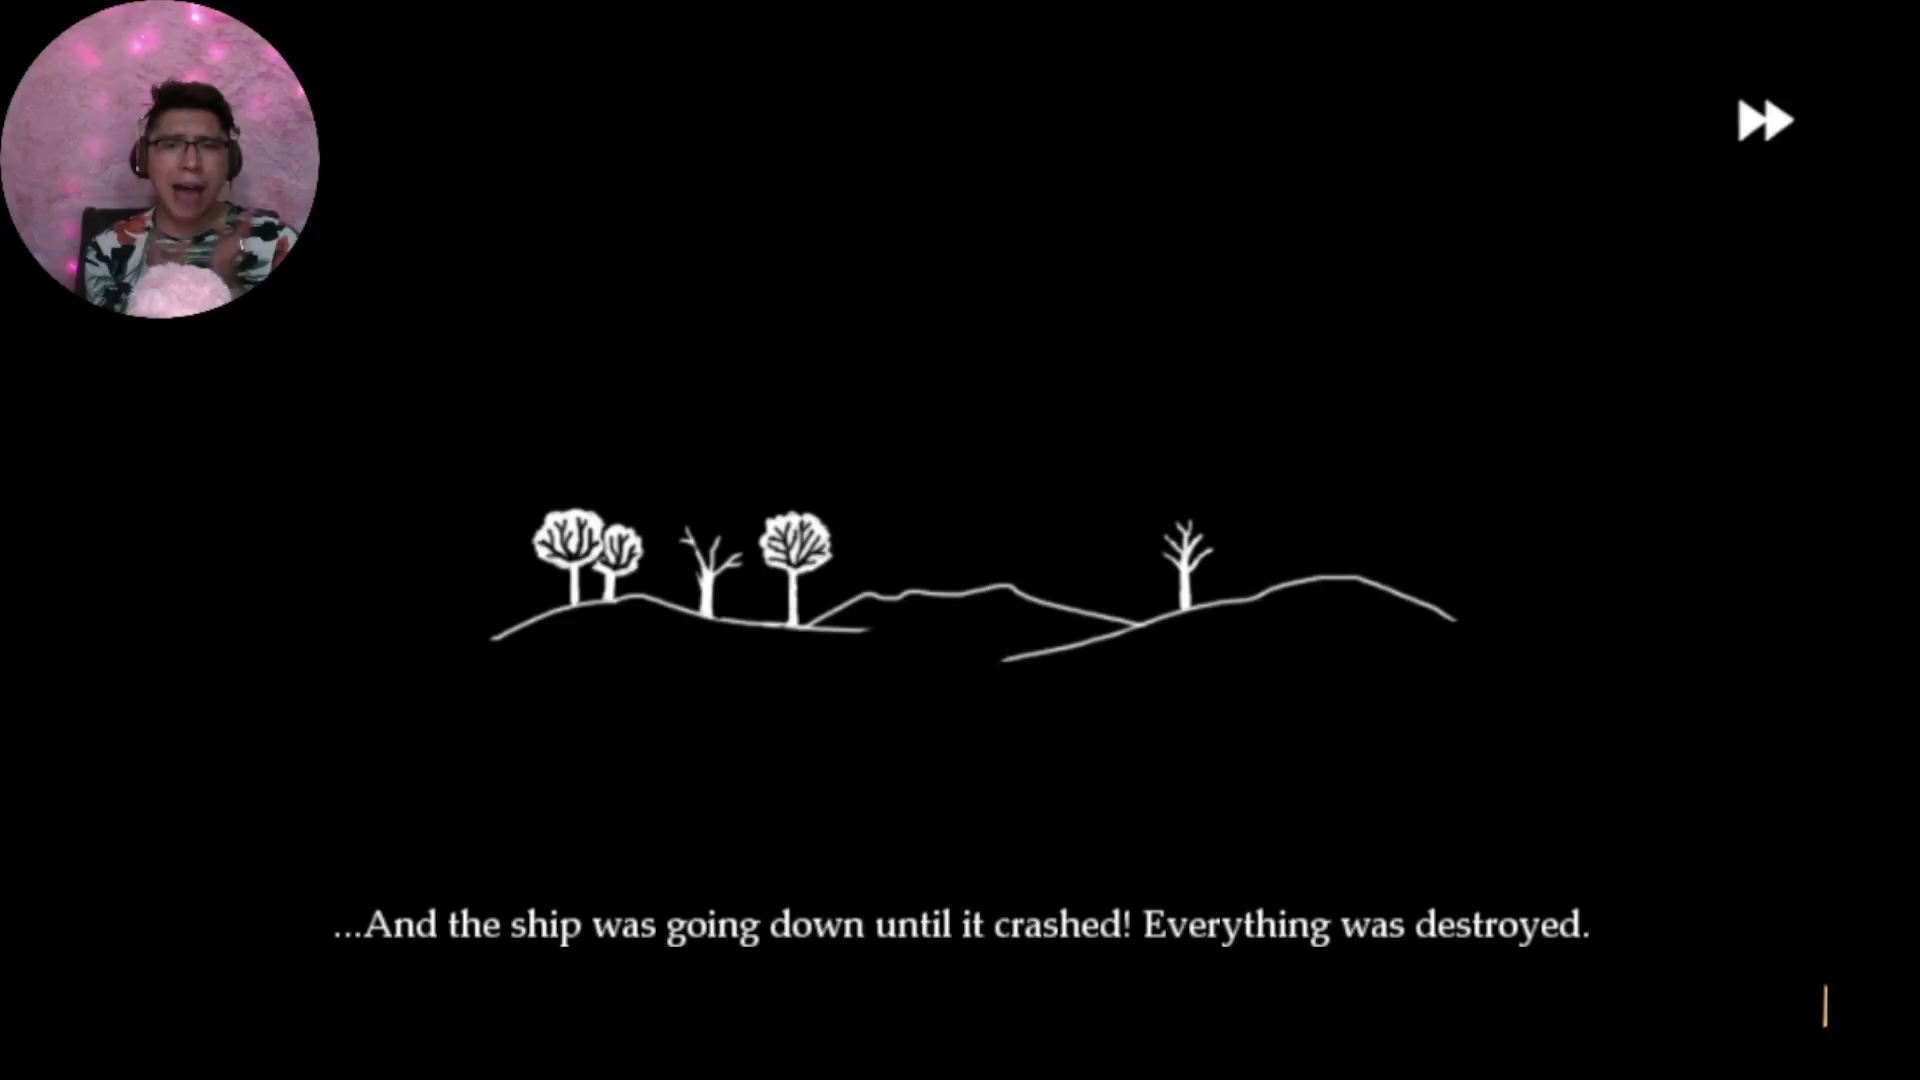 ...And the ship was going down until it crashed! Everything was destroyed.